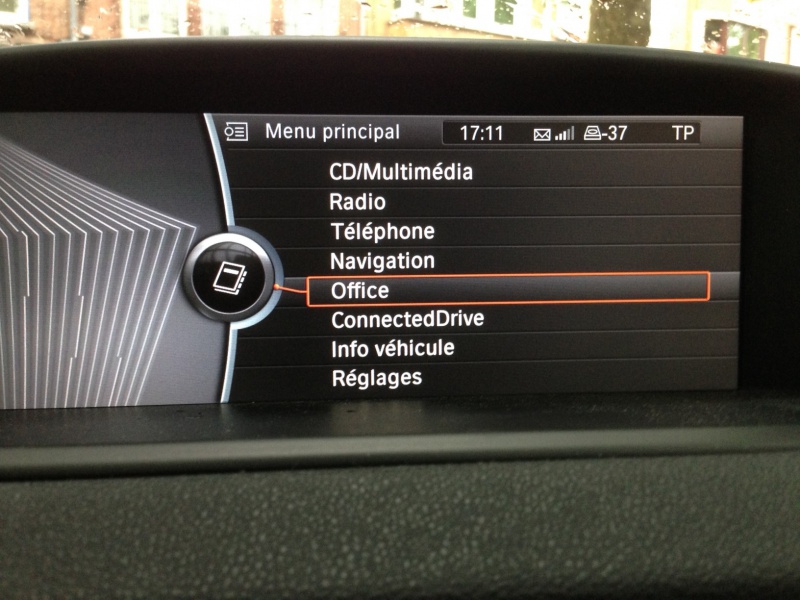 Menu principal 17:11 -37 TP
CD/Multimédia
Radio
Téléphone
Navigation
Office
ConnectedDrive
Info véhicule
Réglages